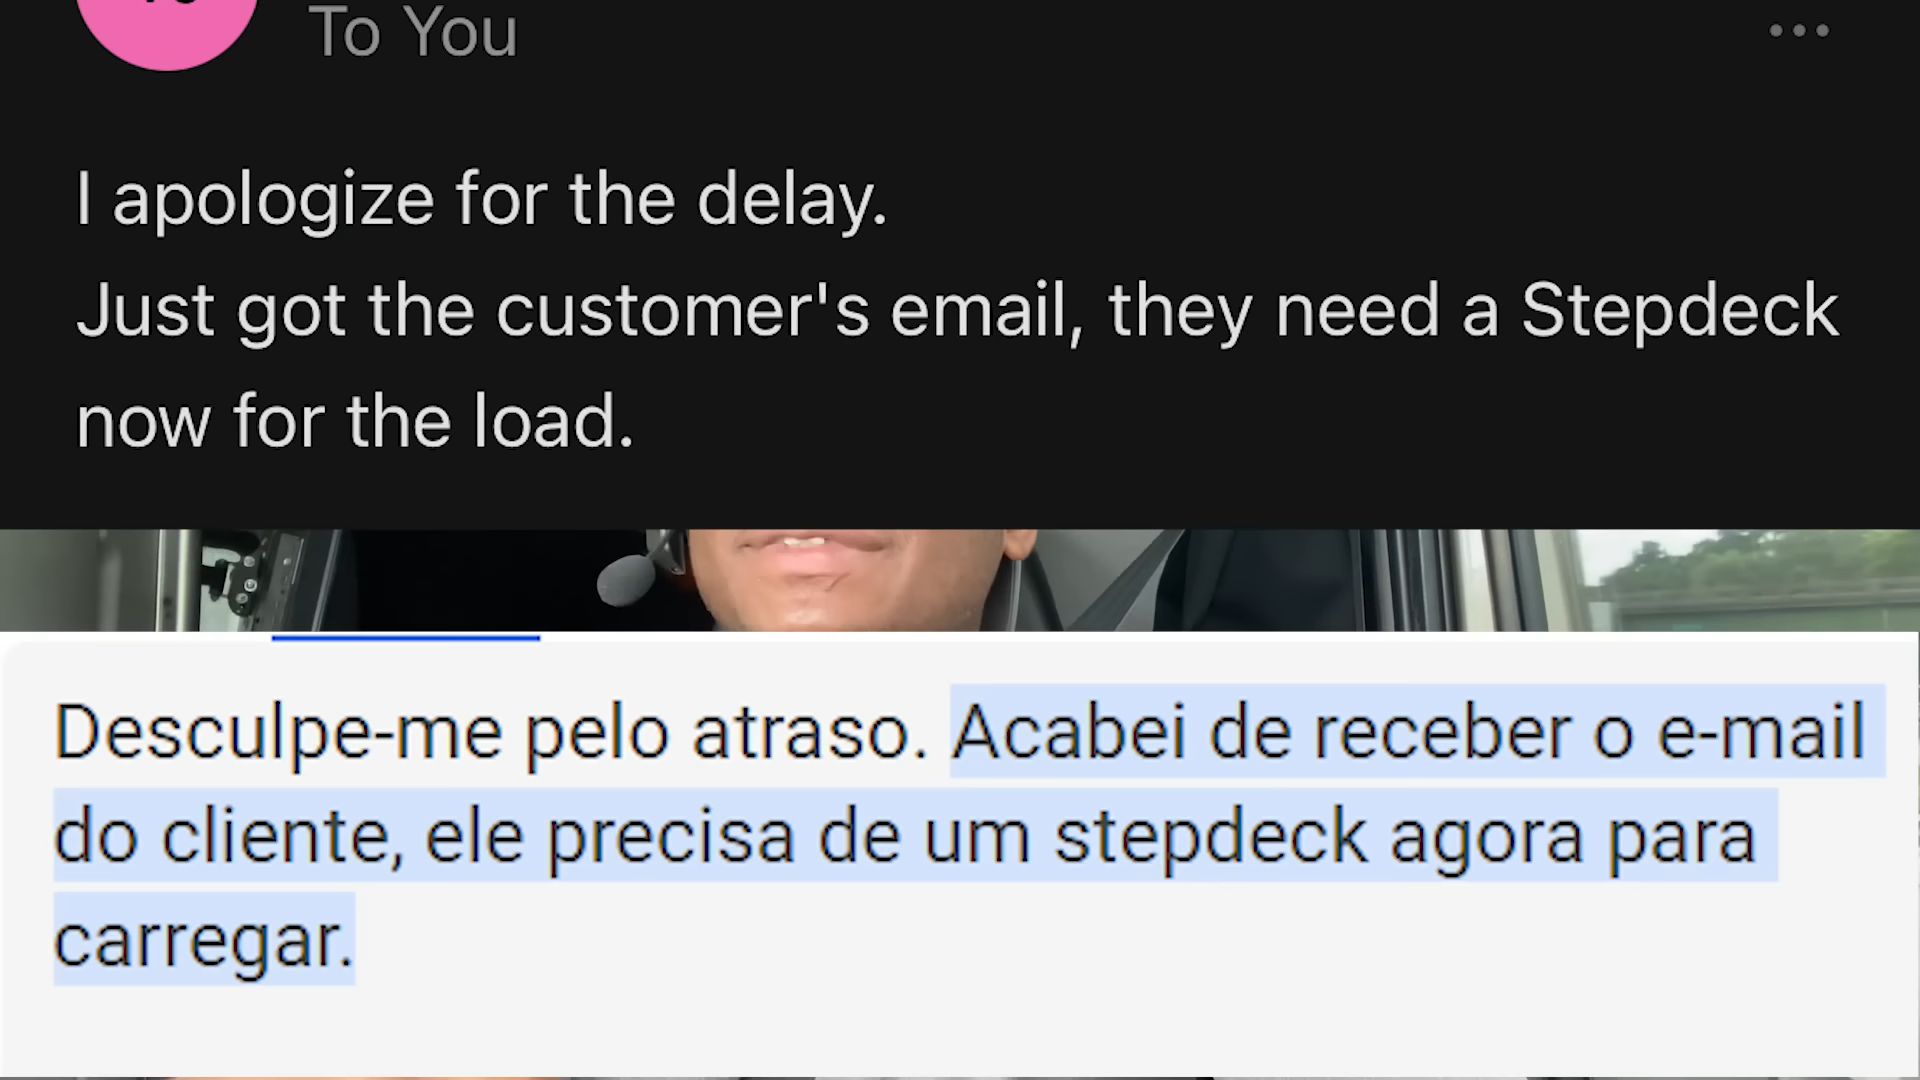 To You
I apologize for the delay.
Just got the customer's email, they need a Stepdeck
now for the load.
Desculpe-me pelo atraso. Acabei de receber o e-mail
do cliente, ele precisa de um stepdeck agora para
carregar.